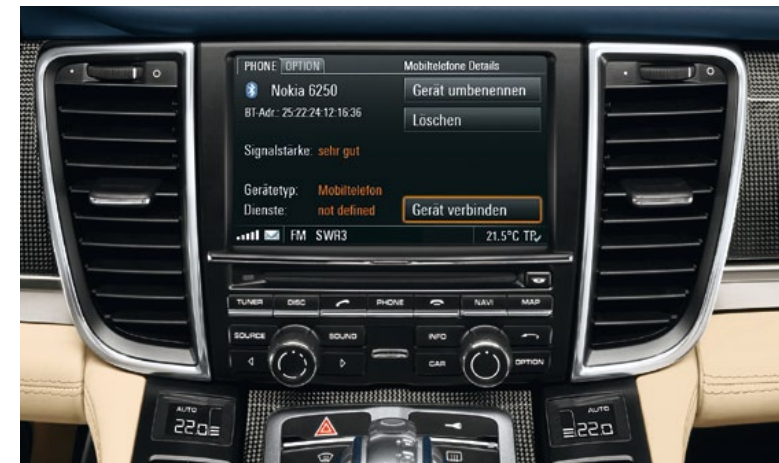 PHONE OPTION Mobiltelefone Details
Nokia 6250 Gerät umbenennen
BT-Adr.: 25:22:24:12:16:36 Löschen
Signalstärke: sehr gut
Gerätetyp: Mobiltelefon
Dienste: not defined Gerät verbinden
FM SWR3 21.5°C TP
TUNER DISC PHONE NAVI MAP
SOURCE SOUND INFO
CAR OPTION
AUTO AUTO
22.0 22.0